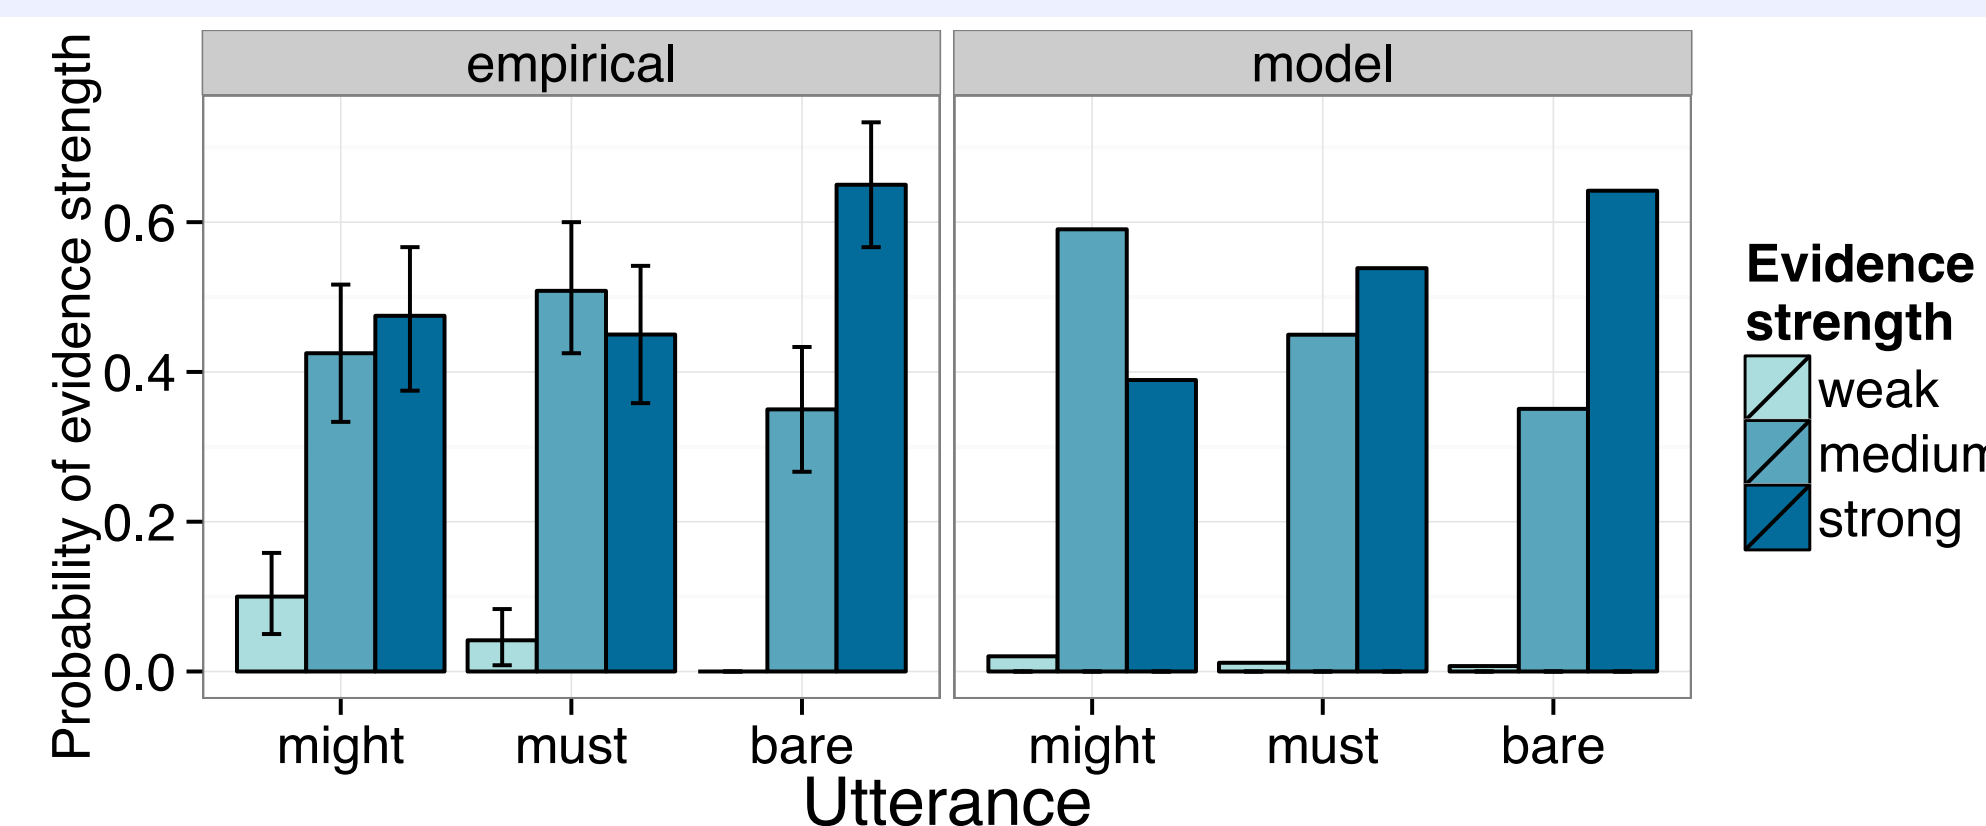 empirical
model
Probability of evidence strength
0.6
0.4
0.2
0.0
might must bare
might must bare
Utterance
Evidence
strength
weak
medium
strong